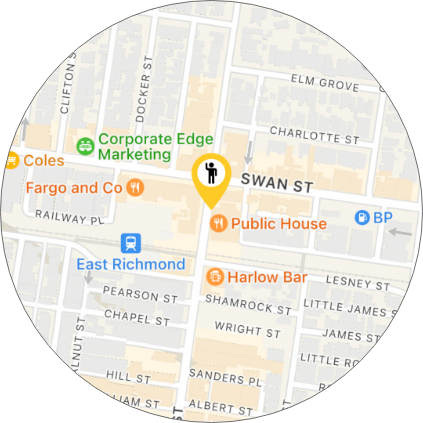 CLIFTON S
DOCKER ST
ELM GROVE
CHARLOTTE ST
Corporate Edge
Marketing
Coles
Fargo and Co
SWAN ST
RAILWAY PL
Public House
BP
East Richmond
Harlow Bar
LESNEY ST
PEARSON ST
SHAMROCK ST
LITTLE JAMES S
CHAPEL ST
WRIGHT ST
JAMES ST
ALNUT ST
LITTLE RO
HILL ST
SANDERS PL
RO
LIAM ST
ALBERT ST
ST